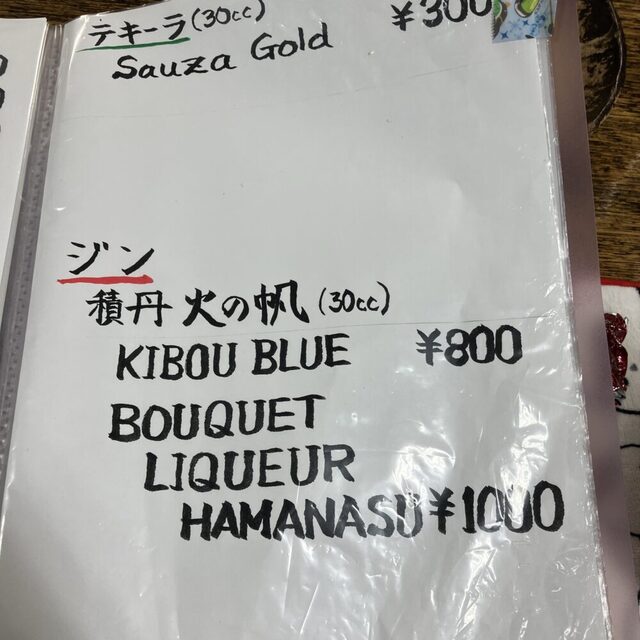 テキーラ(30cc) ¥300
Sauza Gold
ジン
積丹 火の帆(30cc)
KIBOU BLUE ¥800
BOUQUET
LIQUEUR
HAMANASU ¥1000